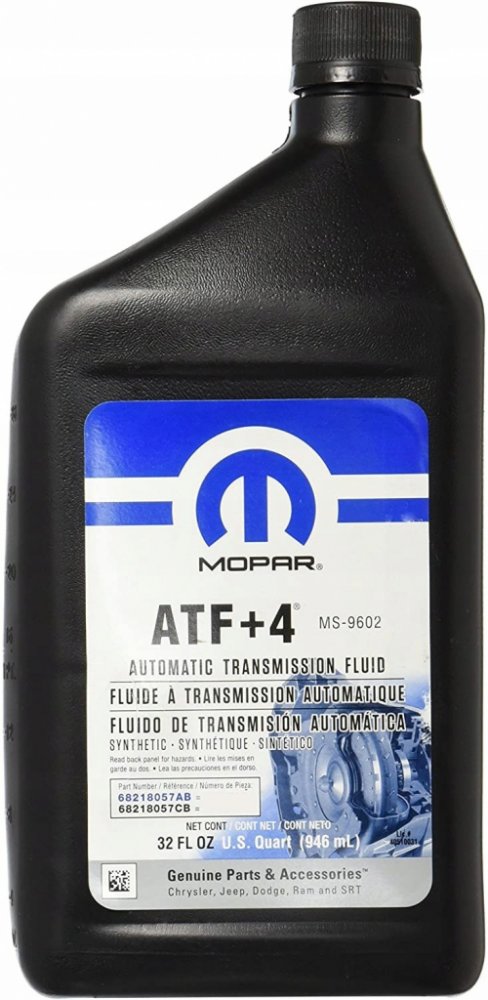 MOPAR®
ATF+4® MS-9602
AUTOMATIC TRANSMISSION FLUID
FLUIDE À TRANSMISSION AUTOMATIQUE
FLUIDO DE TRANSMISIÓN AUTOMÁTICA
SYNTHETIC · SYNTHÉTIQUE · SINTÉTICO
Read back panel for hazards. • Lire les mises en
garde au dos. • Lea las precauciones en el dorso.
Part Number / Référence / Número de Pieza:
68218057AB =
68218057CB =
NET CONT / CONT NET / CONT NETO
32 FL OZ U.S. Quart (946 mL)
Lic.#
Genuine Parts & Accessories™
Chrysler, Jeep, Dodge, Ram and SRT